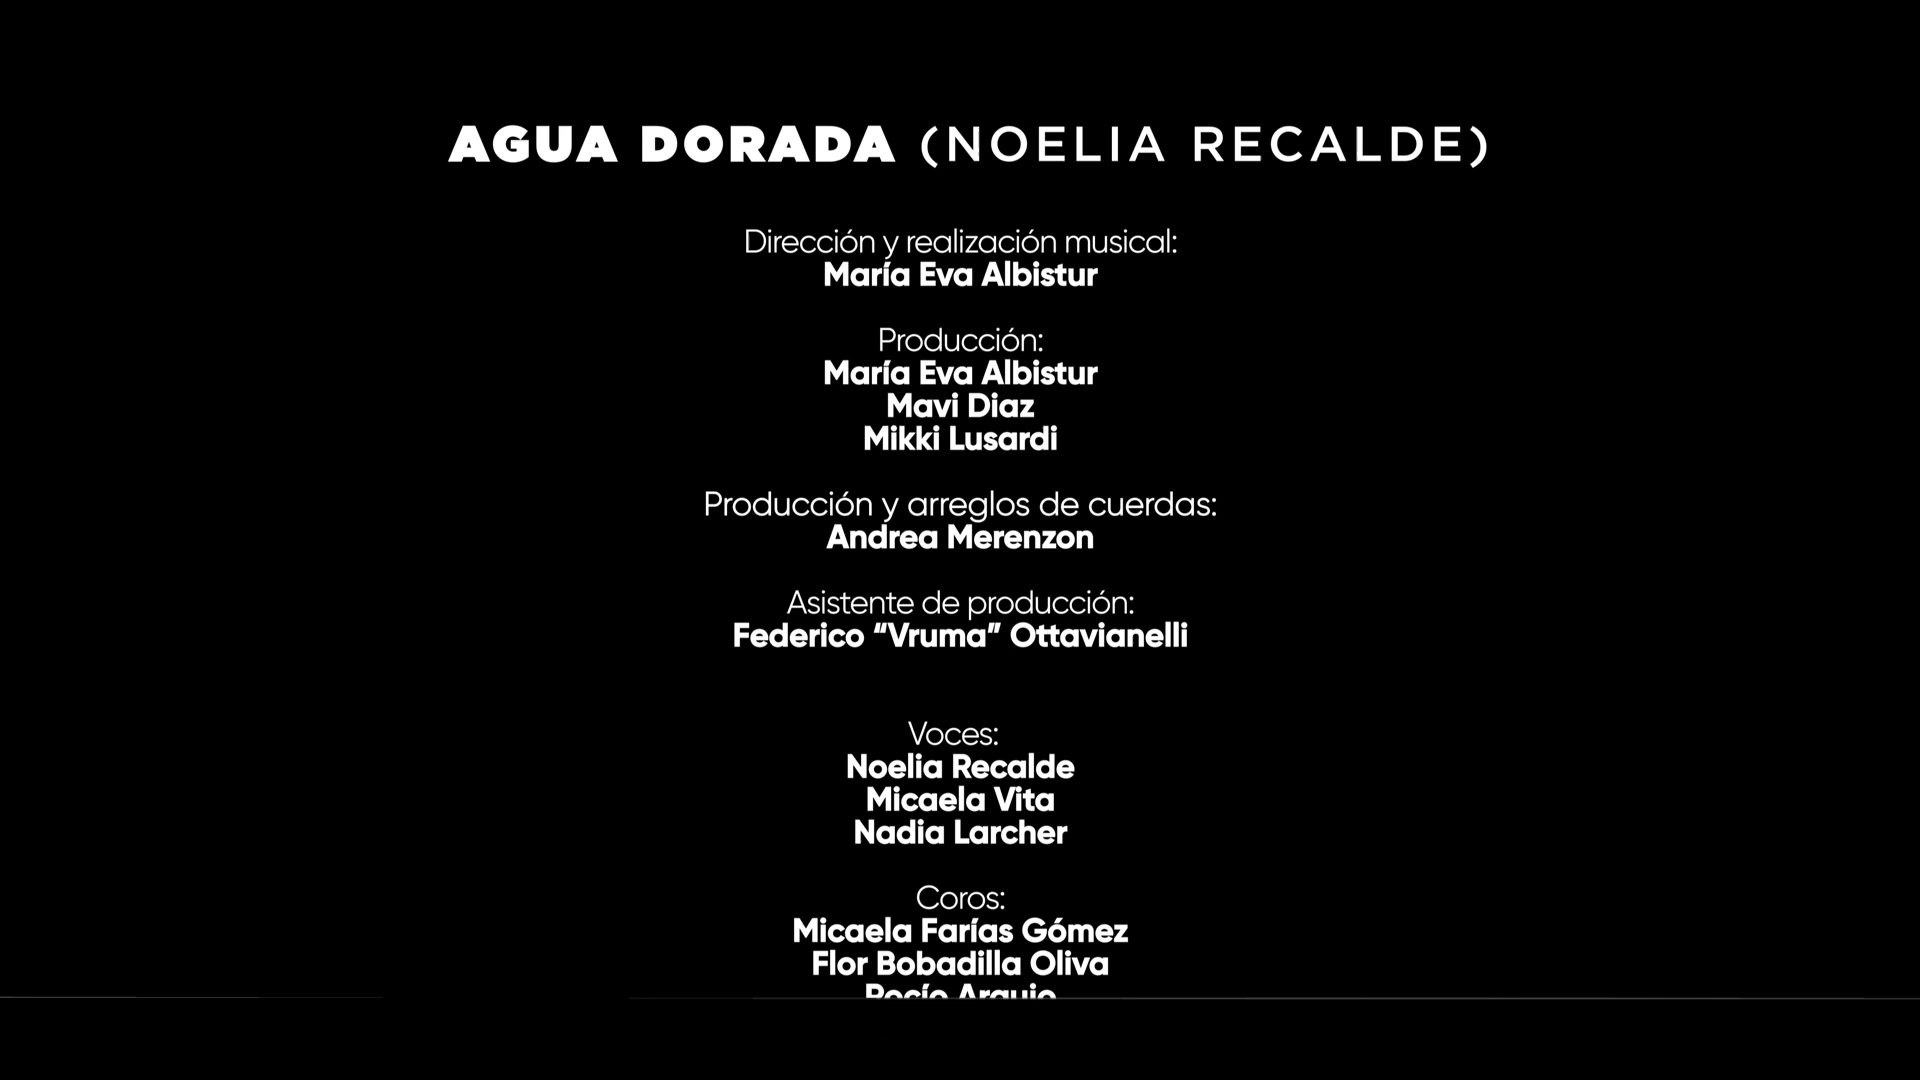 AGUA DORADA (NOELIA RECALDE)
Dirección y realización musical:
María Eva Albistur
Producción:
María Eva Albistur
Mavi Diaz
Mikki Lusardi
Producción y arreglos de cuerdas:
Andrea Merenzon
Asistente de producción:
Federico “Vruma” Ottavianelli
Voces:
Noelia Recalde
Micaela Vita
Nadia Larcher
Coros:
Micaela Farías Gómez
Flor Bobadilla Oliva
Rocío Araujo